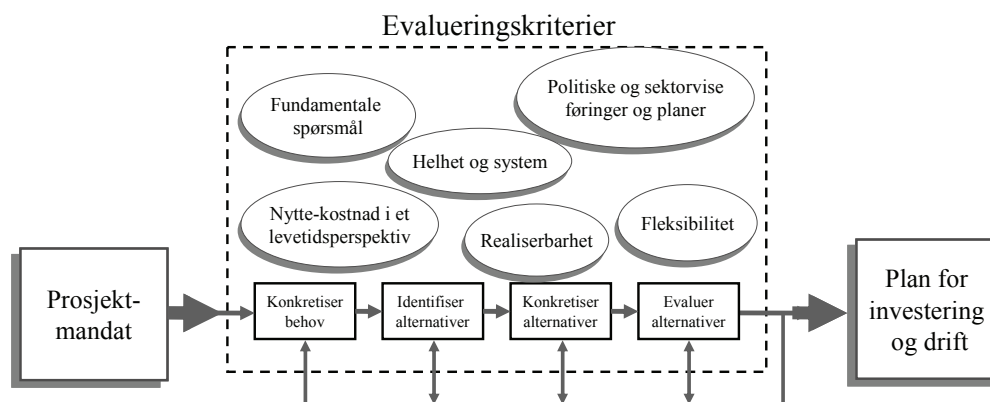 Evalueringskriterier
Fundamentale
spørsmål
Politiske og sektorvise
føringer og planer
Helhet og system
Nytte-kostnad i et
levetidsperspektiv
Realiserbarhet
Fleksibilitet
Prosjekt-
mandat
Konkretiser
behov
Identifiser
alternativer
Konkretiser
alternativer
Evaluer
alternativer
Plan for
investering
og drift